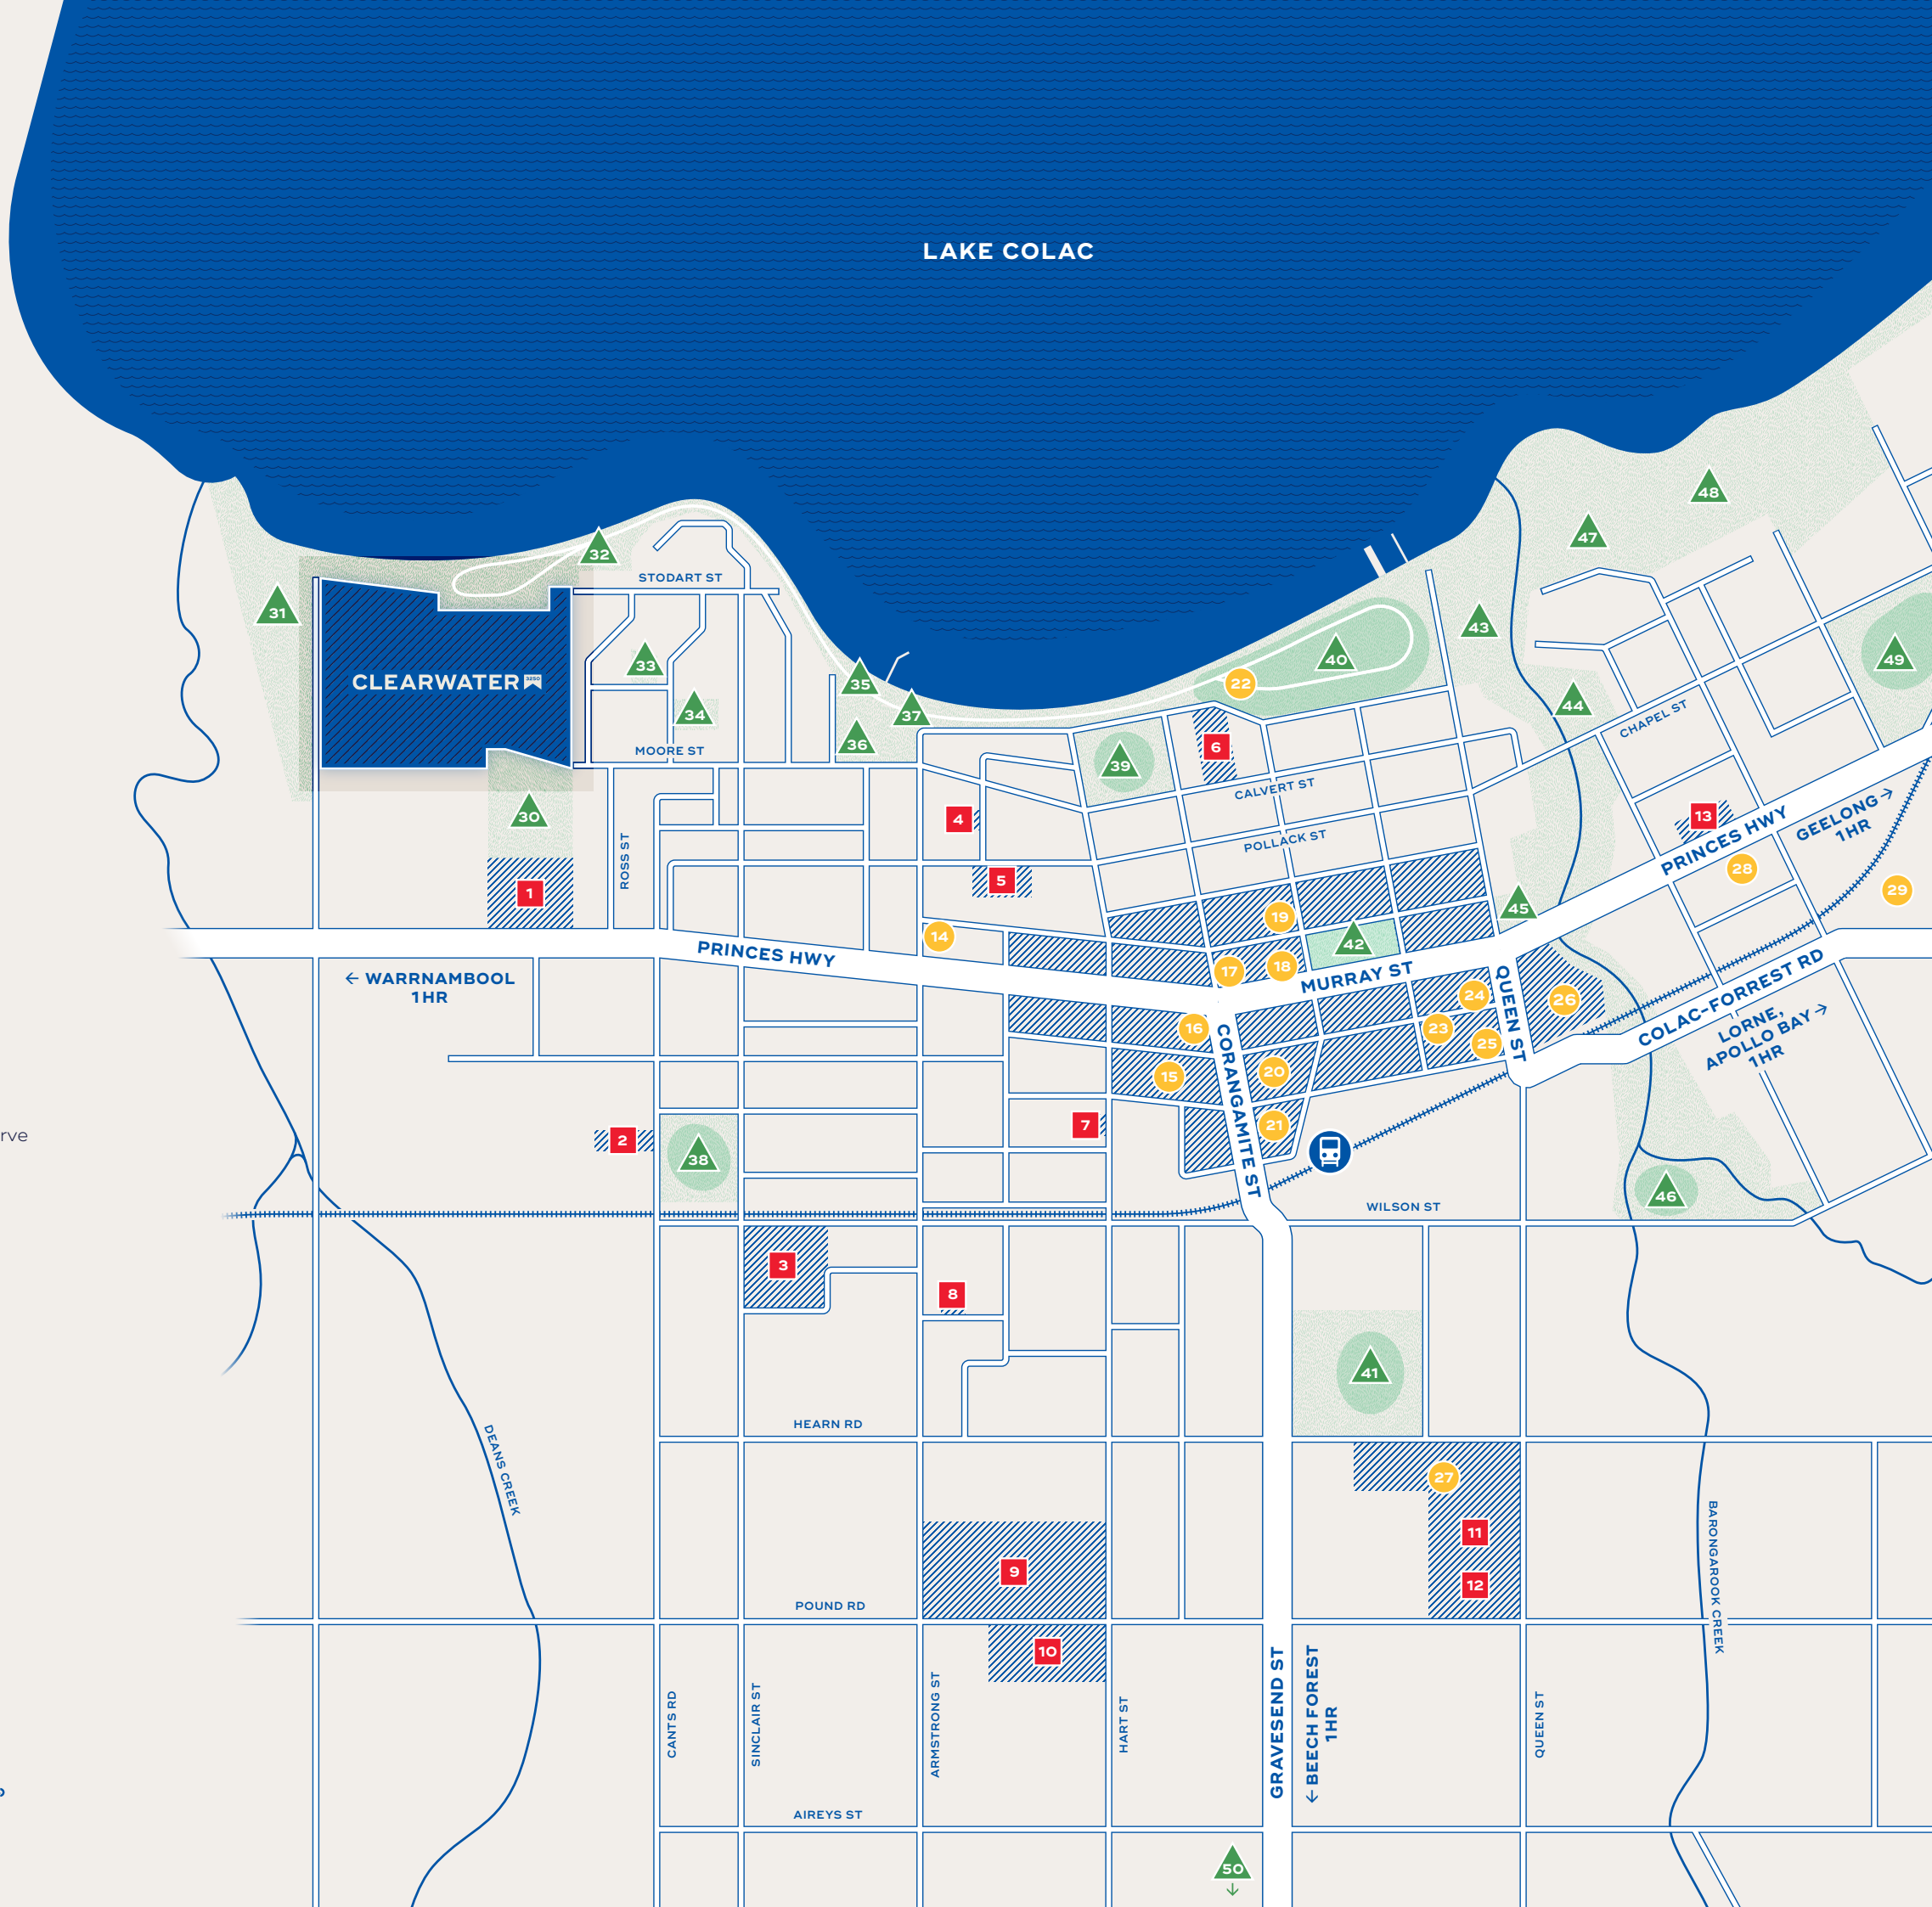 LAKE COLAC
48
47
32
STODART ST
31
43
40
49
33
35
22
CLEARWATER 3250
44
34
37
CHAPEL ST
36
6
MOORE ST
39
CALVERT ST
30
4
13
PRINCES HWY
GEELONG →
1HR
POLLACK ST
ROSS ST
28
5
1
29
45
19
14
42
PRINCES HWY
17
18
MURRAY ST
← WARRNAMBOOL
1HR
QUEEN ST
24
26
COLAC-FORREST RD
16
23
25
LORNE,
APOLLO BAY →
1HR
CORANGAMITE ST
15
20
7
21
rve
2
38
46
WILSON ST
3
8
41
HEARN RD
DEANS CREEK
27
11
BARONGAROOK CREEK
9
12
POUND RD
10
GRAVESEND ST
← BEECH FOREST
1HR
CANTS RD
SINCLAIR ST
ARMSTRONG ST
HART ST
QUEEN ST
AIREYS ST
50
↓